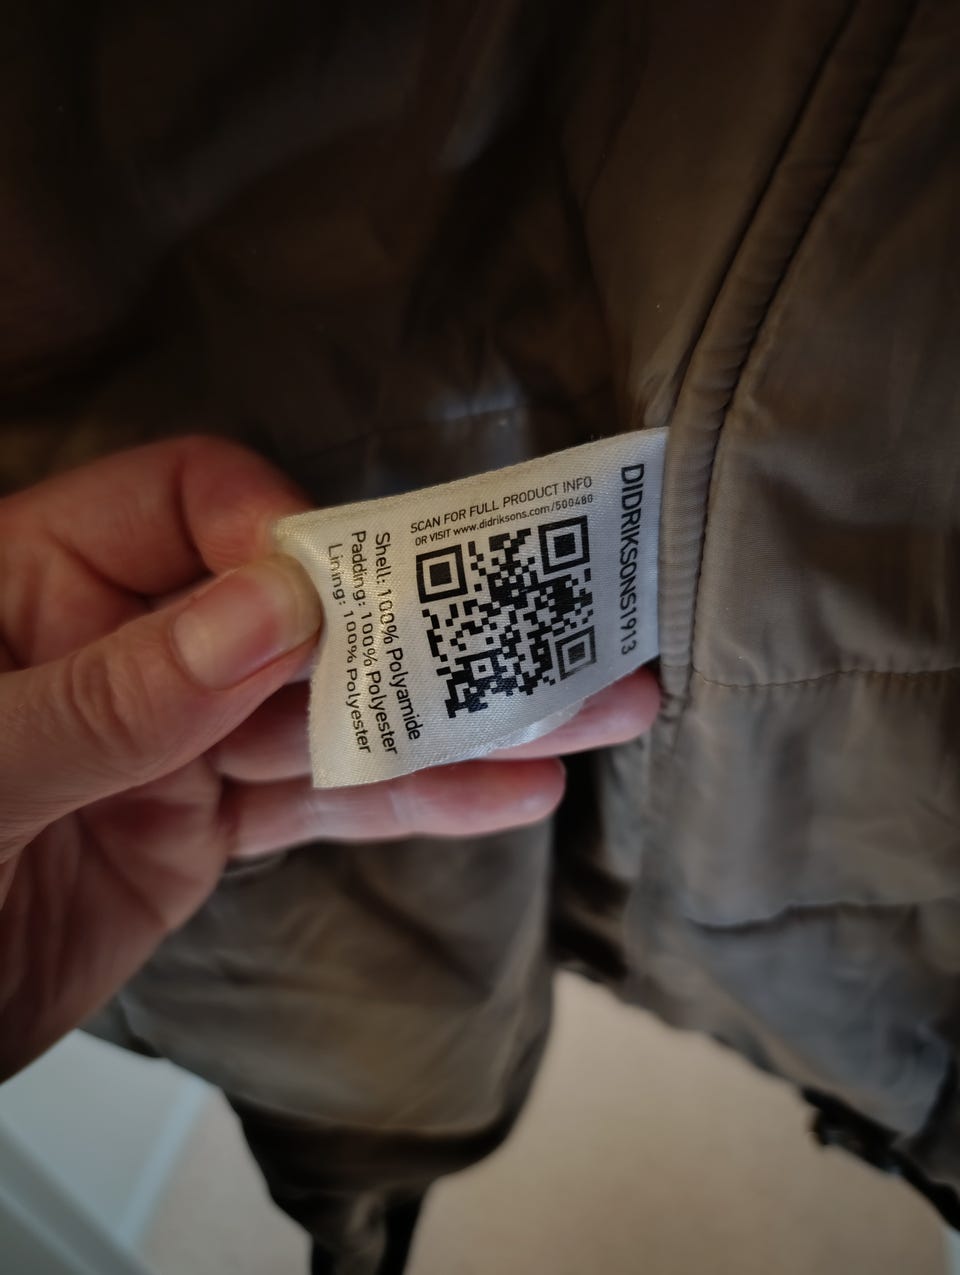 DIDRIKSONS1913
SCAN FOR FULL PRODUCT INFO
OR VISIT www.didriksons.com/500480
Shell: 100% Polyamide
Padding: 100% Polyester
Lining: 100% Polyester